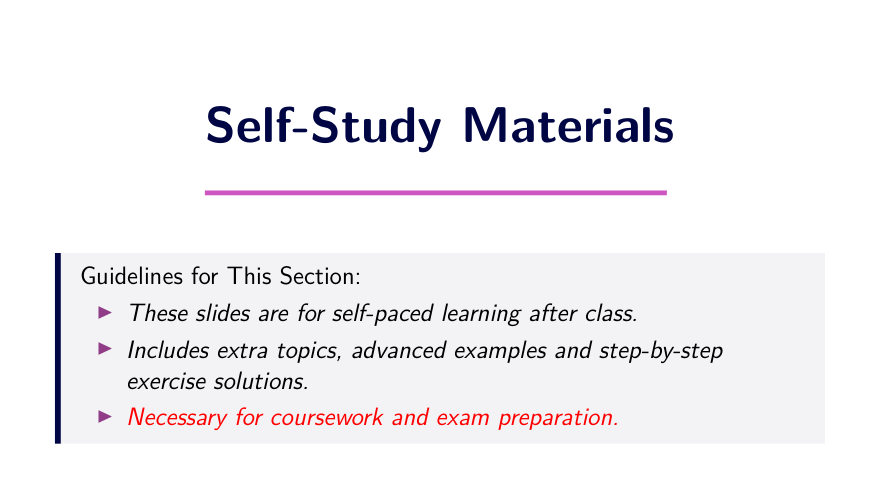 Self-Study Materials
Guidelines for This Section:
These slides are for self-paced learning after class.
Includes extra topics, advanced examples and step-by-step
exercise solutions.
Necessary for coursework and exam preparation.